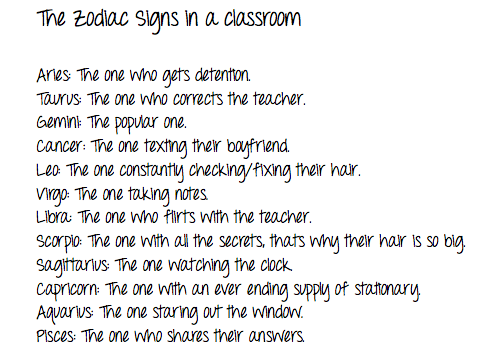 The Zodiac Signs in a classroom
Aries: The one who gets detention.
Taurus: The one who corrects the teacher.
Gemini: The popular one.
Cancer: The one texting their boyfriend.
Leo: The one constantly checking/fixing their hair.
Virgo: The one taking notes.
Libra: The one who flirts with the teacher.
Scorpio: The one with all the secrets, thats why their hair is so big.
Sagittarius: The one watching the clock.
Capricorn: The one with an ever ending supply of stationary.
Aquarius: The one staring out the window.
Pisces: The one who shares their answers.